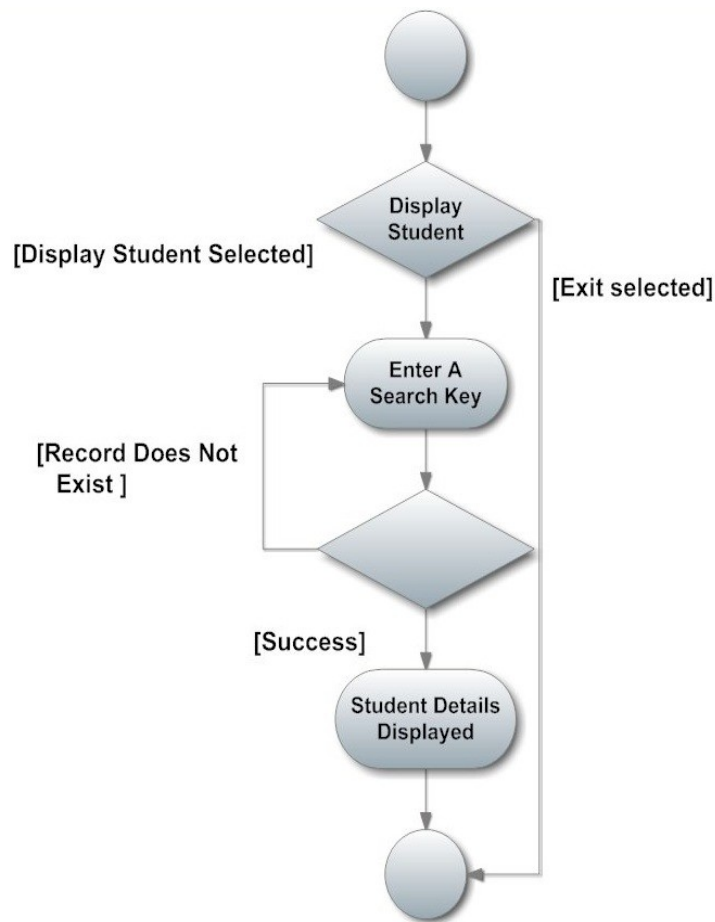 Display
Student
[Display Student Selected]
[Exit selected]
Enter A
Search Key
[Record Does Not
Exist ]
[Success]
Student Details
Displayed